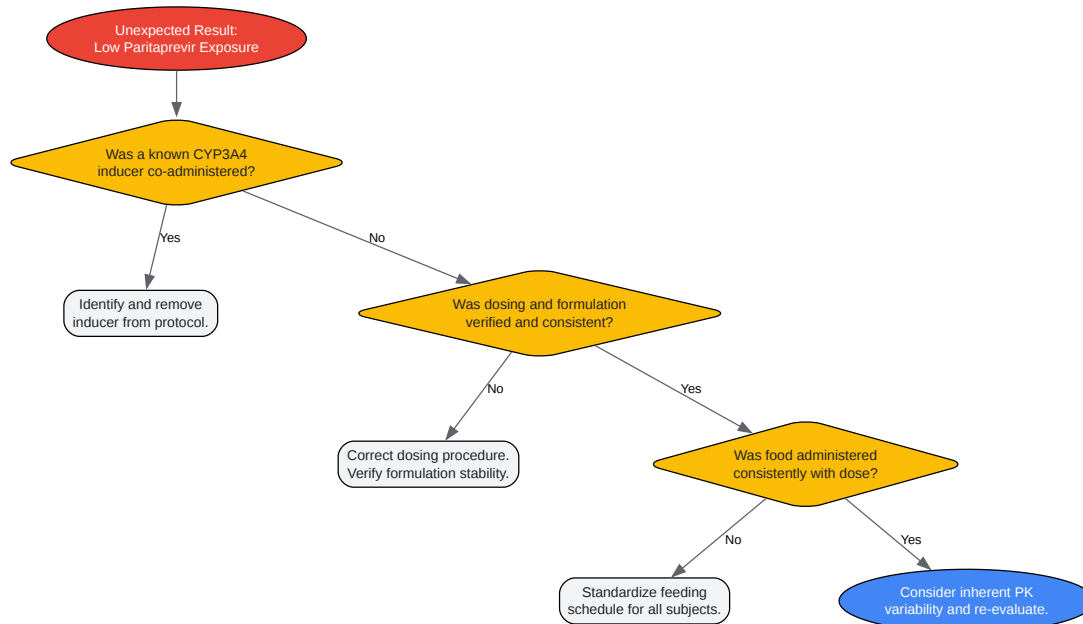 Unexpected Result:
Low Paritaprevir Exposure
Was a known CYP3A4
inducer co-administered?
Yes
No
Identify and remove
inducer from protocol.
Was dosing and formulation
verified and consistent?
No
Yes
Correct dosing procedure.
Verify formulation stability.
Was food administered
consistently with dose?
No
Yes
Standardize feeding
schedule for all subjects.
Consider inherent PK
variability and re-evaluate.